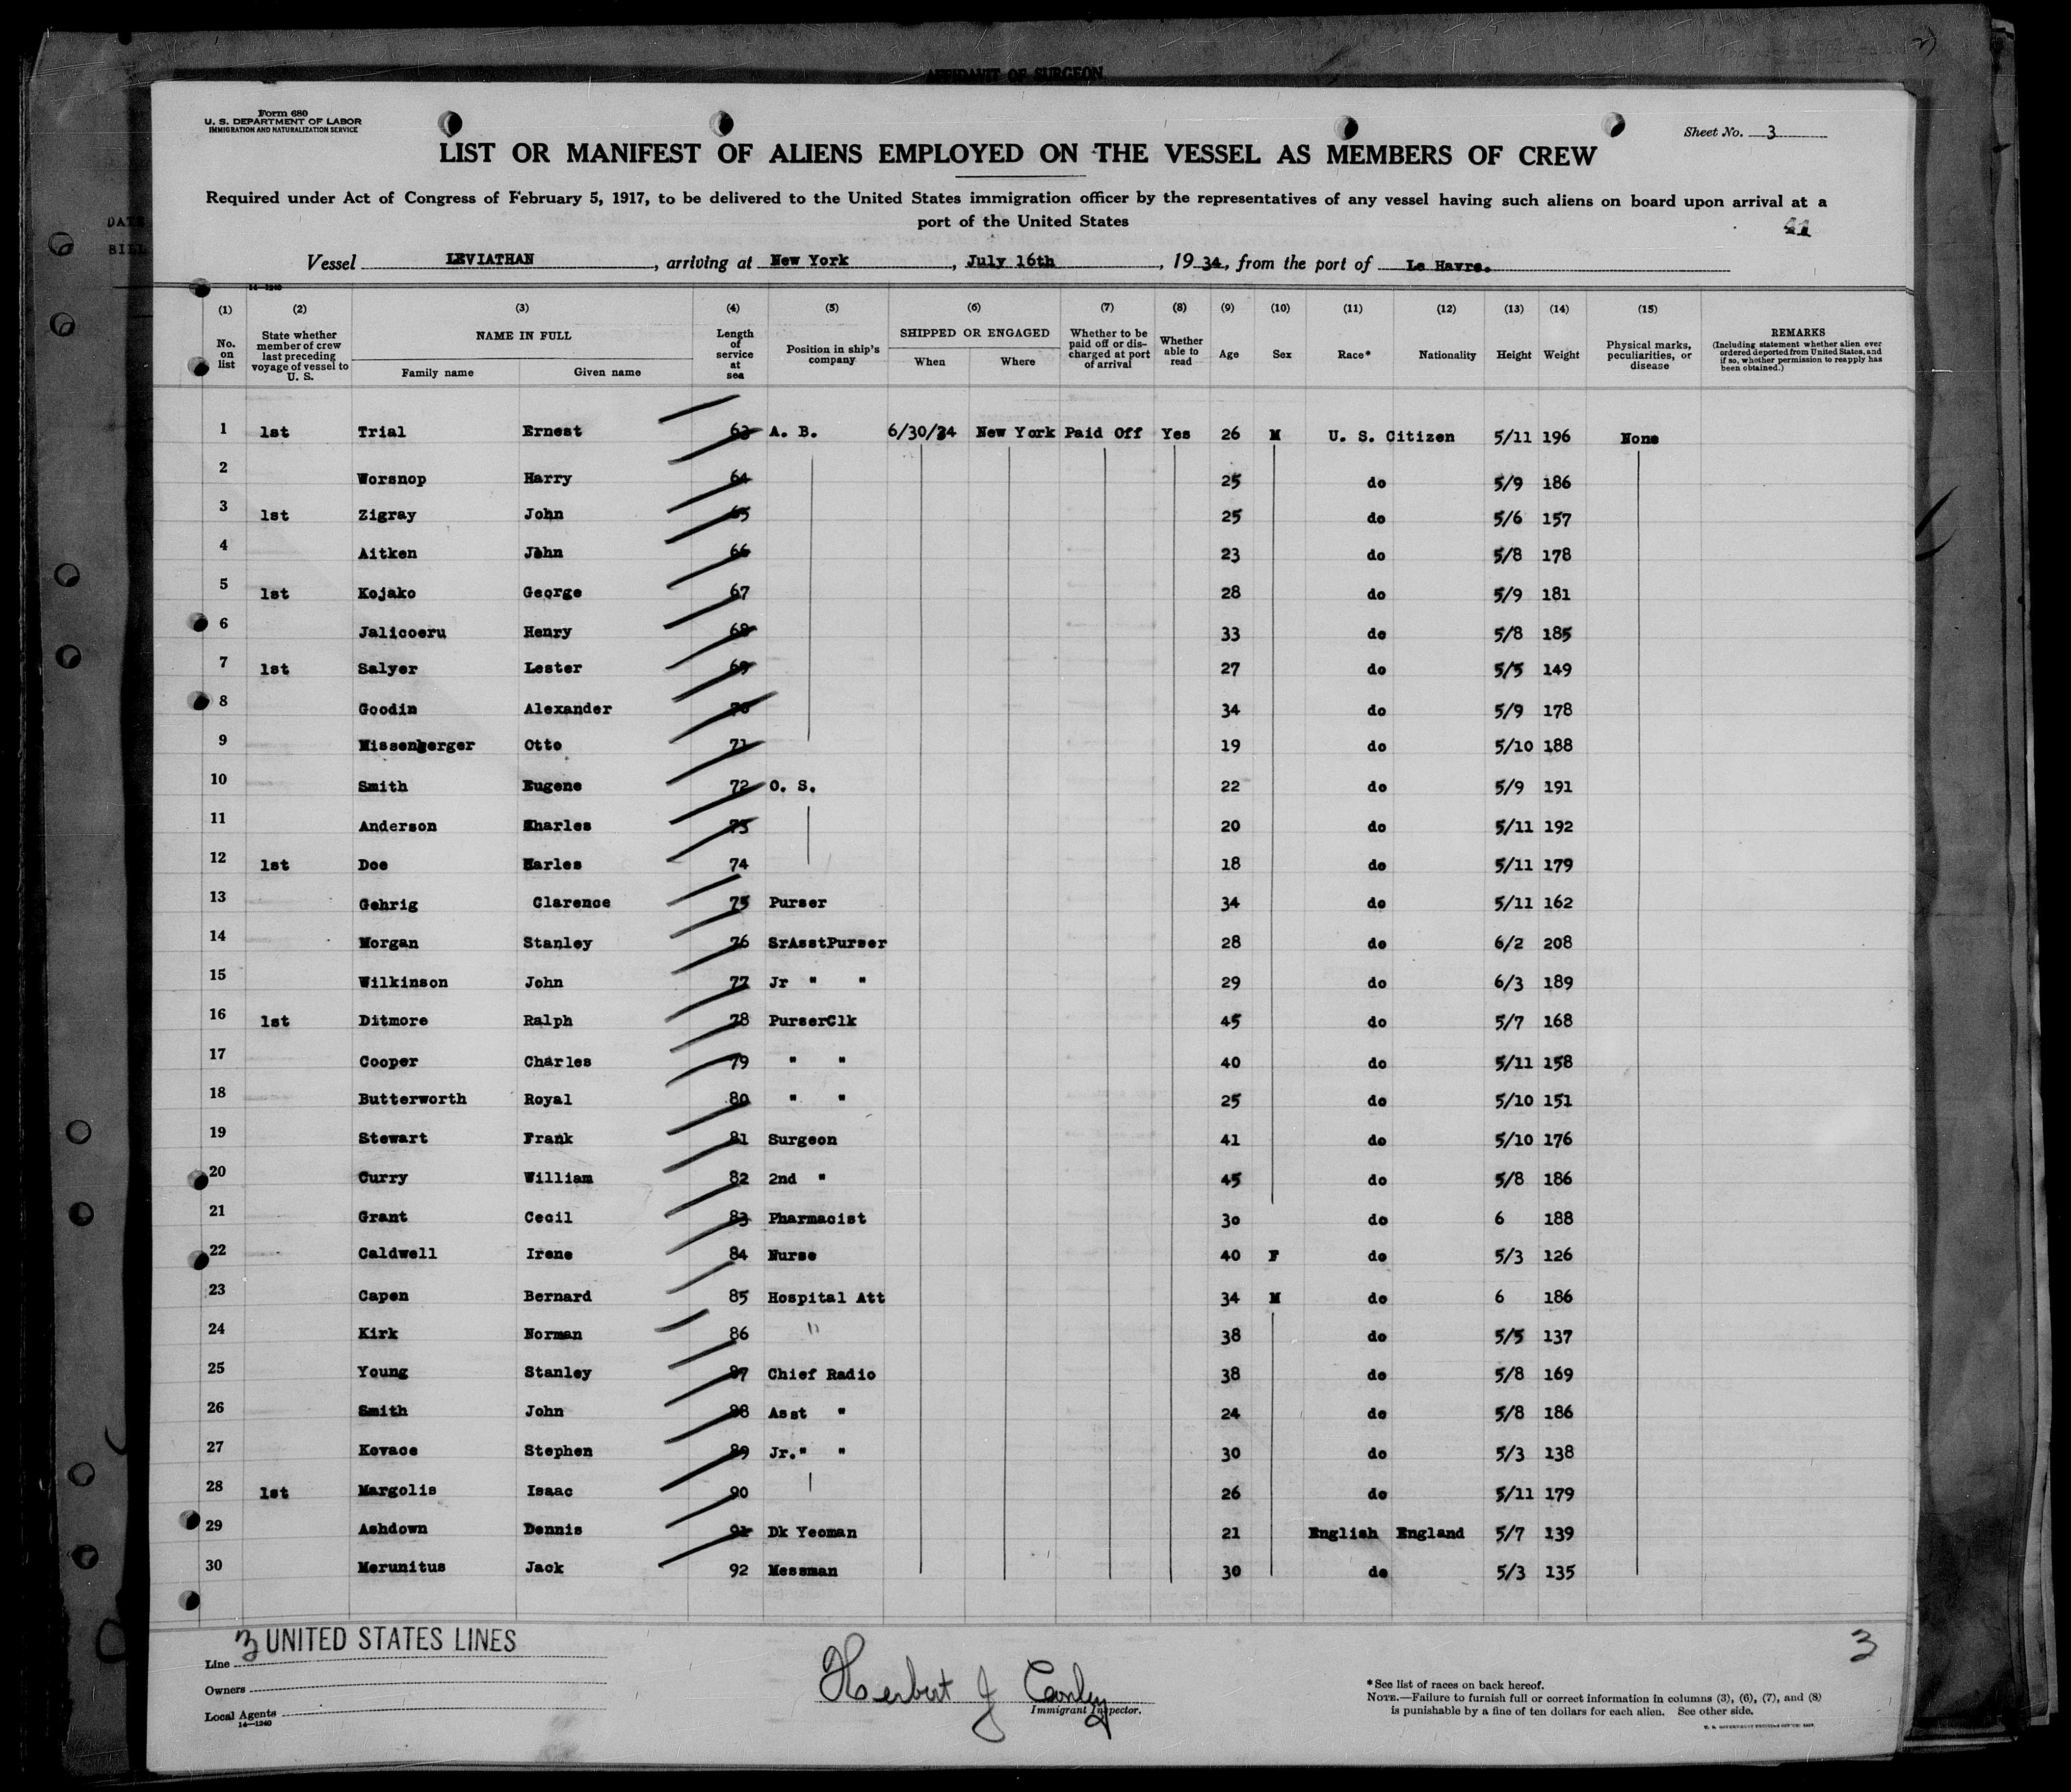 AFFIDAVIT OF SURGEON
Form 680
U. S. DEPARTMENT OF LABOR
IMMIGRATION AND NATURALIZATION SERVICE
Sheet No. 3
LIST OR MANIFEST OF ALIENS EMPLOYED ON THE VESSEL AS MEMBERS OF CREW
Required under Act of Congress of February 5, 1917, to be delivered to the United States immigration officer by the representatives of any vessel having such aliens on board upon arrival at a
port of the United States
41
Vessel LEVIATHAN, arriving at New York, July 16th, 1934, from the port of Le Havre.
14—1240
(1) (2) (3) (4) (5) (6) (7) (8) (9) (10) (11) (12) (13) (14) (15)
No. on list
State whether member of crew last preceding voyage of vessel to U. S.
NAME IN FULL
Family name Given name
Length of service at sea
Position in ship's company
SHIPPED OR ENGAGED
When Where
Whether to be paid off or discharged at port of arrival
Whether able to read
Age Sex Race* Nationality Height Weight
Physical marks, peculiarities, or disease
REMARKS
(Including statement whether alien ever ordered deported from United States, and if so, whether permission to reapply has been obtained.)
1 1st Trial Ernest 63 A. B. 6/30/34 New York Paid Off Yes 26 M U. S. Citizen 5/11 196 None
2 Worsnop Harry 64 25 do 5/9 186
3 1st Zigray John 65 25 do 5/6 157
4 Aitken John 66 23 do 5/8 178
5 1st Kojako George 67 28 do 5/9 181
6 Jalicoeru Henry 68 33 do 5/8 185
7 1st Salyer Lester 69 27 do 5/5 149
8 Goodin Alexander 70 34 do 5/9 178
9 Missenberger Otto 71 19 do 5/10 188
10 Smith Eugene 72 O. S. 22 do 5/9 191
11 Anderson Charles 73 20 do 5/11 192
12 1st Doe Earles 74 18 do 5/11 179
13 Gehrig Clarence 75 Purser 34 do 5/11 162
14 Morgan Stanley 76 SrAsstPurser 28 do 6/2 208
15 Wilkinson John 77 Jr " " 29 do 6/3 189
16 1st Ditmore Ralph 78 PurserClk 45 do 5/7 168
17 Cooper Charles 79 " " 40 do 5/11 158
18 Butterworth Royal 80 " " 25 do 5/10 151
19 Stewart Frank 81 Surgeon 41 do 5/10 176
20 Curry William 82 2nd " 45 do 5/8 186
21 Grant Cecil 83 Pharmacist 30 do 6 188
22 Caldwell Irene 84 Nurse 40 F do 5/3 126
23 Capen Bernard 85 Hospital Att 34 M do 6 186
24 Kirk Norman 86 " 38 do 5/5 137
25 Young Stanley 87 Chief Radio 38 do 5/8 169
26 Smith John 88 Asst " 24 do 5/8 186
27 Kovacs Stephen 89 Jr." " 30 do 5/3 138
28 1st Margolis Isaac 90 26 do 5/11 179
29 Ashdown Dennis 91 Dk Yeoman 21 English England 5/7 139
30 Merunitus Jack 92 Messman 30 do 5/3 135
3 UNITED STATES LINES
3
Line
Owners
Local Agents
14—1240
Herbert J Conley
Immigrant Inspector.
*See list of races on back hereof.
NOTE.—Failure to furnish full or correct information in columns (3), (6), (7), and (8)
is punishable by a fine of ten dollars for each alien. See other side.